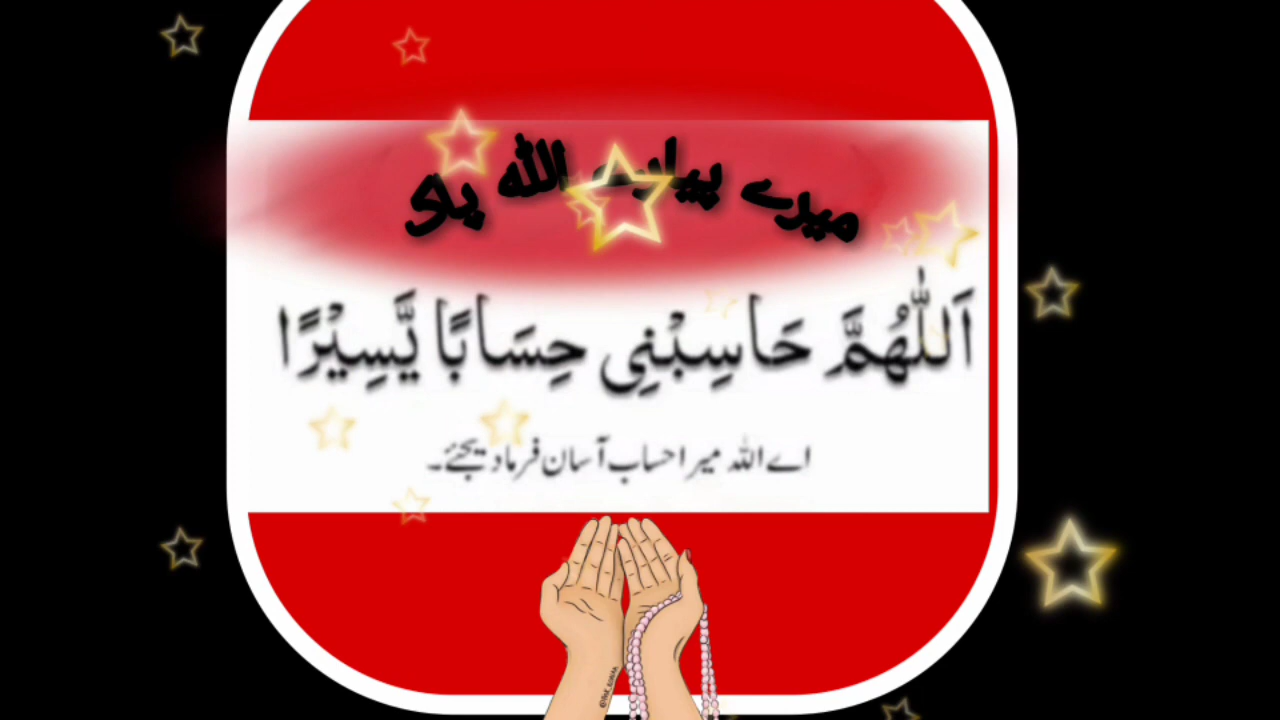 میرے پیارے اللہ پاک
اَللّٰهُمَّ حَاسِبْنِی حِسَابًا یَّسِیْرًا
اے اللہ میرا حساب آسان فرما دیجئے۔